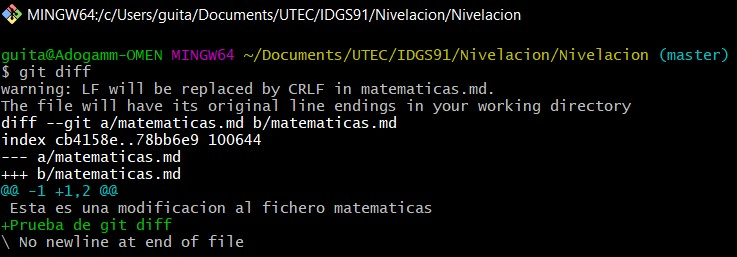 MINGW64:/c/Users/guita/Documents/UTEC/IDGS91/Nivelacion/Nivelacion
guita@Adogamm-OMEN MINGW64 ~/Documents/UTEC/IDGS91/Nivelacion/Nivelacion (master)
$ git diff
warning: LF will be replaced by CRLF in matematicas.md.
The file will have its original line endings in your working directory
diff --git a/matematicas.md b/matematicas.md
index cb4158e..78bb6e9 100644
--- a/matematicas.md
+++ b/matematicas.md
@@ -1 +1,2 @@
 Esta es una modificacion al fichero matematicas
+Prueba de git diff
\ No newline at end of file